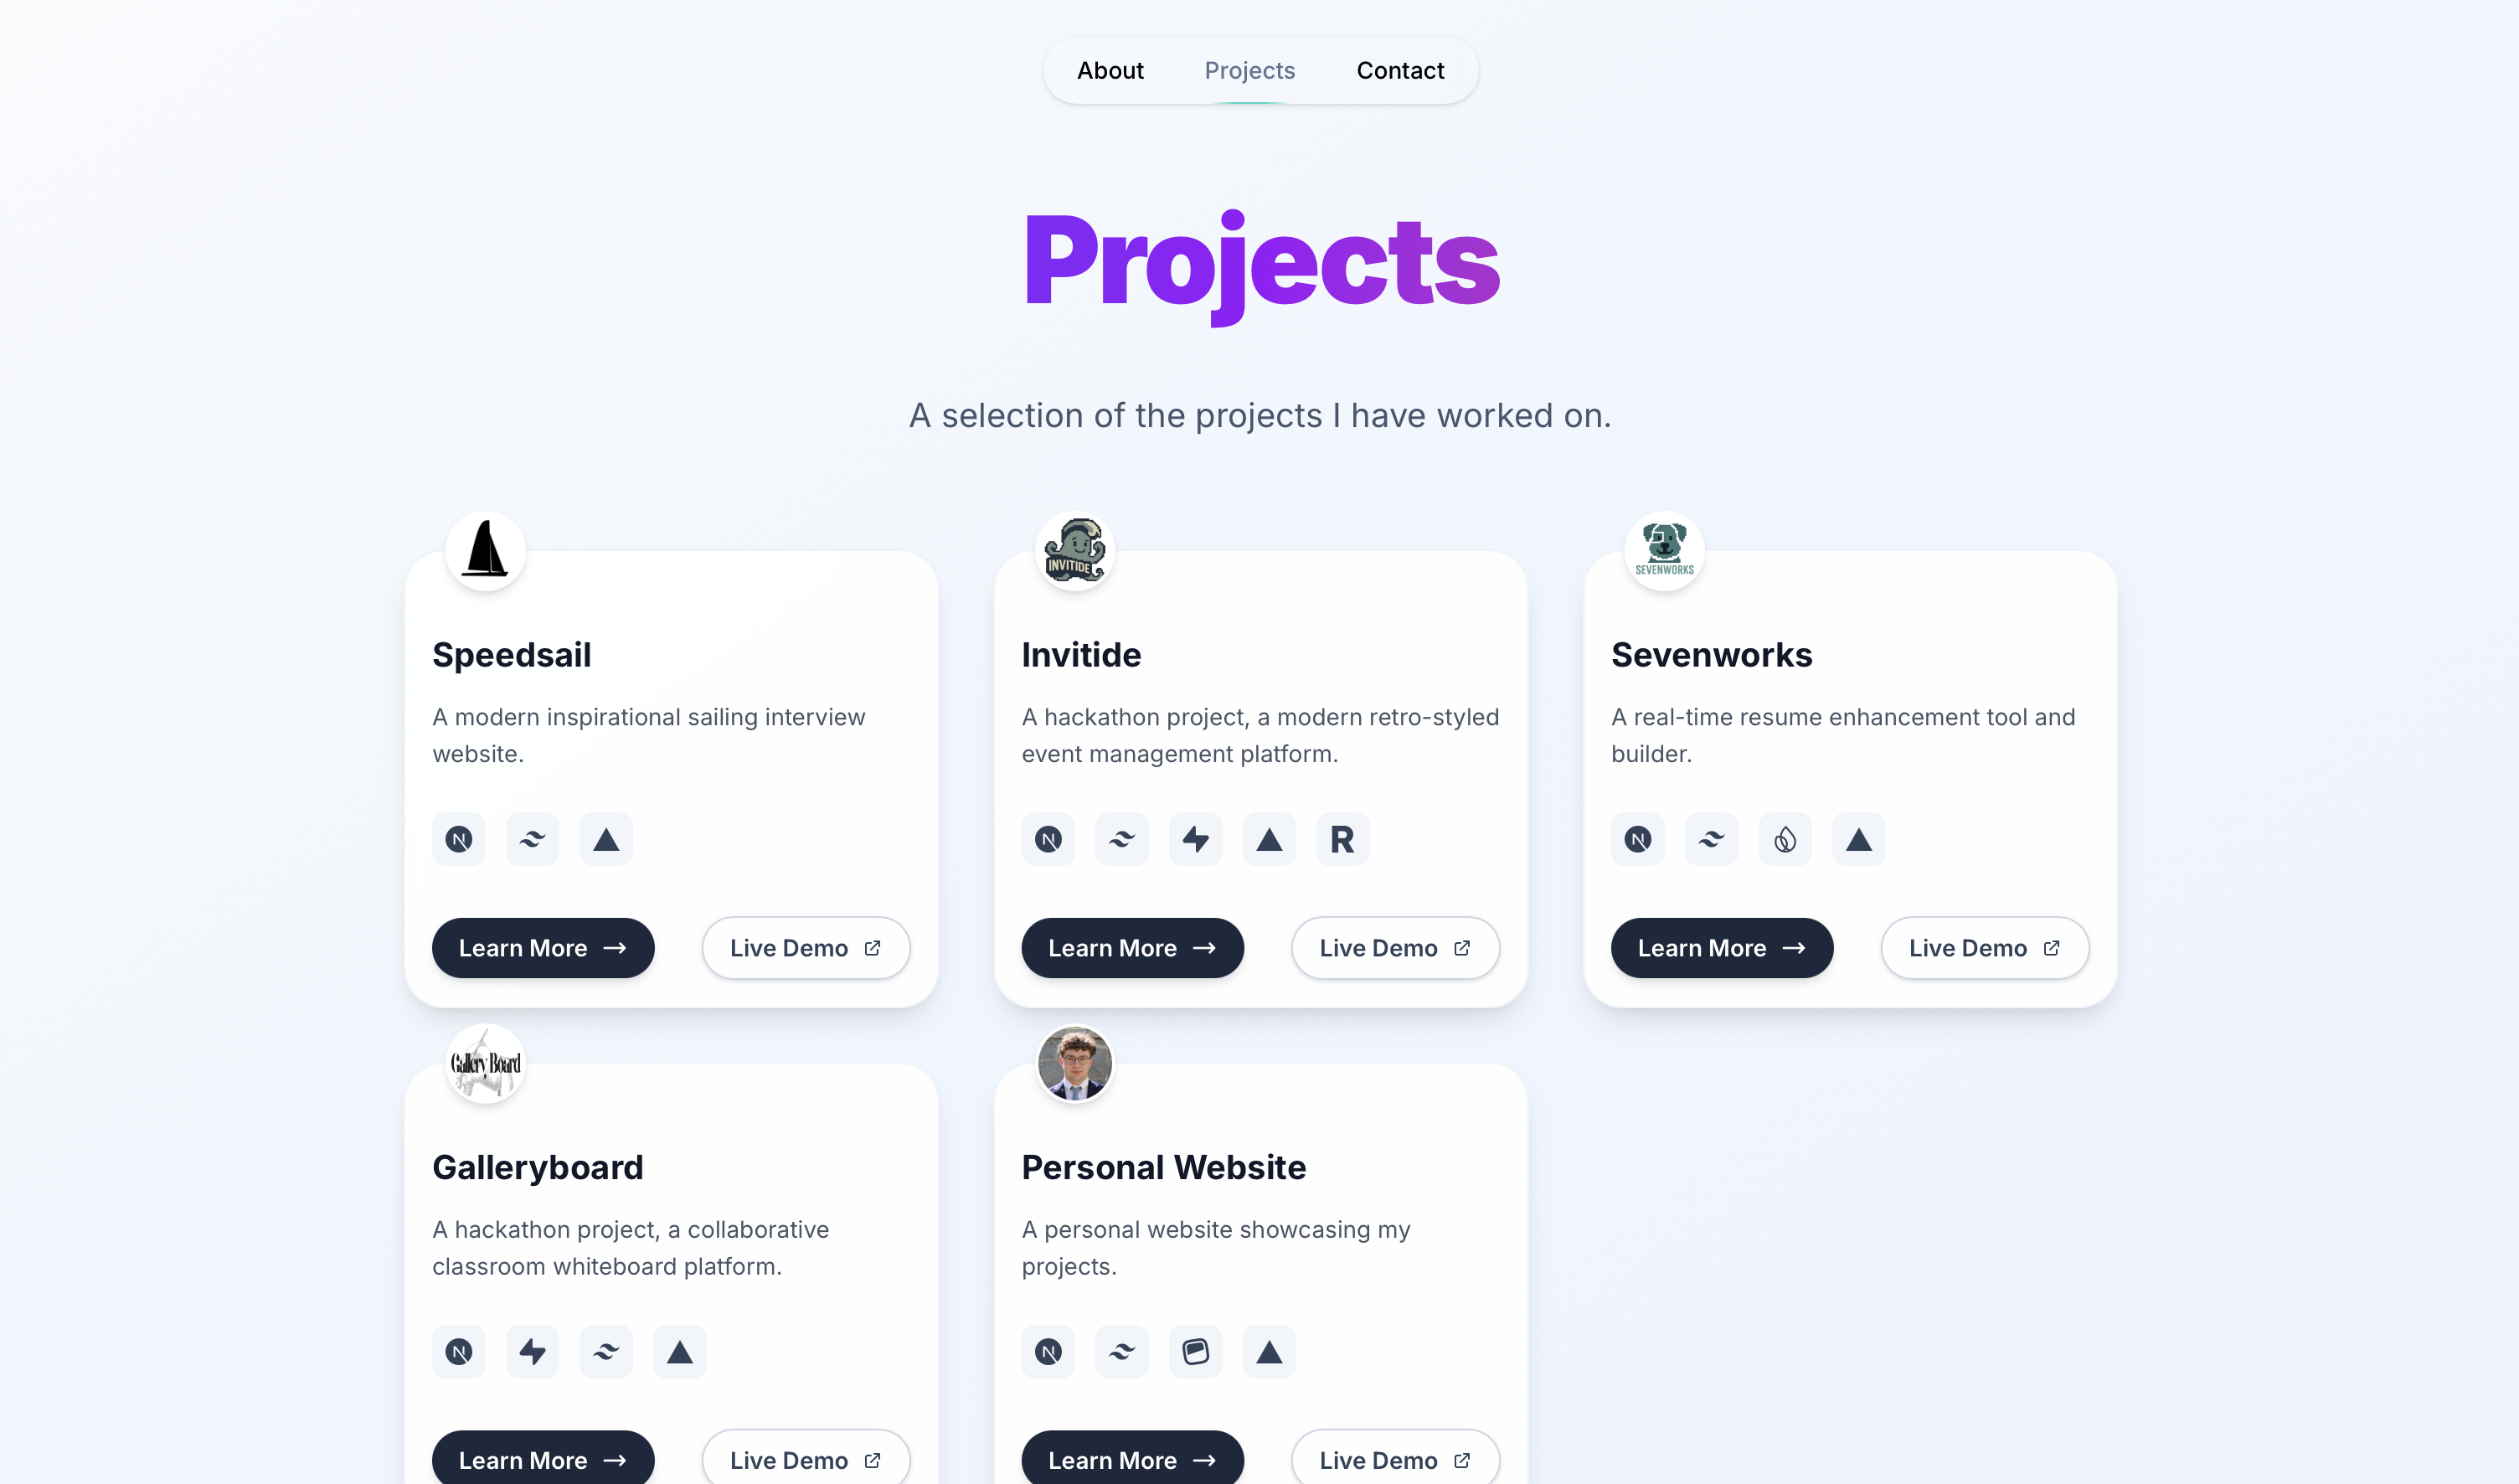 About
Projects
Contact
Projects
A selection of the projects I have worked on.
INVITIDE
SEVENWORKS
Speedsail
A modern inspirational sailing interview
website.
Learn More
Live Demo
Invitide
A hackathon project, a modern retro-styled
event management platform.
R
Learn More
Live Demo
Sevenworks
A real-time resume enhancement tool and
builder.
Learn More
Live Demo
Gallery Board
Galleryboard
A hackathon project, a collaborative
classroom whiteboard platform.
Learn More
Live Demo
Personal Website
A personal website showcasing my
projects.
Learn More
Live Demo